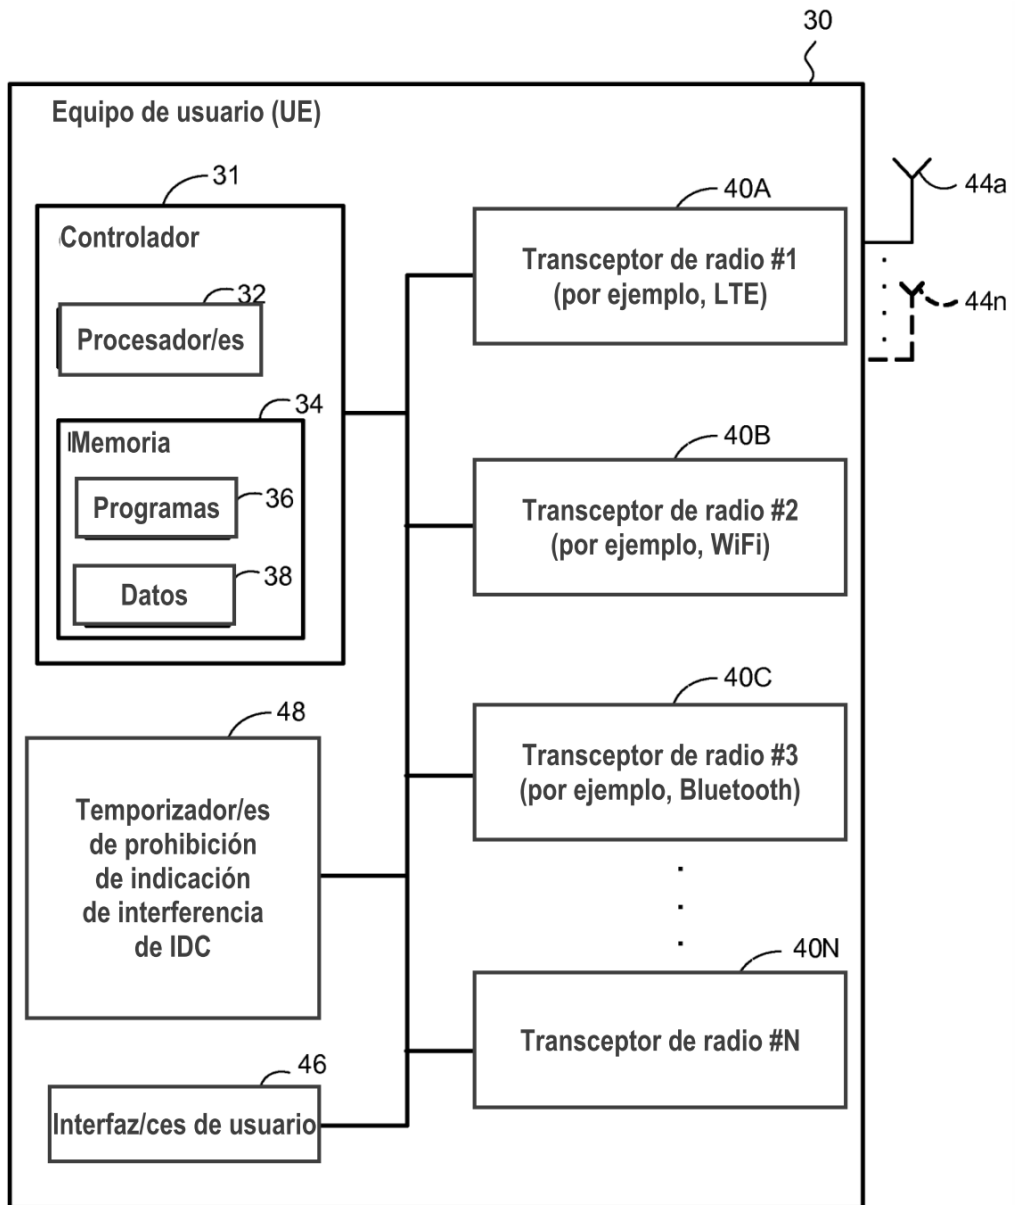 30
Equipo de usuario (UE)
31
Controlador
32
Procesador/es
34
Memoria
Programas
36
Datos
38
48
Temporizador/es
de prohibición
de indicación
de interferencia
de IDC
46
Interfaz/ces de usuario
40A
Transceptor de radio #1
(por ejemplo, LTE)
40B
Transceptor de radio #2
(por ejemplo, WiFi)
40C
Transceptor de radio #3
(por ejemplo, Bluetooth)
40N
Transceptor de radio #N
44a
44n